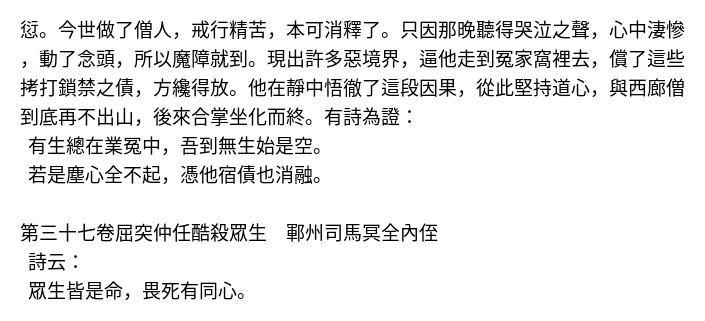 愆。今世做了僧人，戒行精苦，本可消釋了。只因那晚聽得哭泣之聲，心中淒慘
，動了念頭，所以魔障就到。現出許多惡境界，逼他走到冤家窩裡去，償了這些
拷打鎖禁之債，方纔得放。他在靜中悟徹了這段因果，從此堅持道心，與西廊僧
到底再不出山，後來合掌坐化而終。有詩為證：
有生總在業冤中，吾到無生始是空。
若是塵心全不起，憑他宿債也消融。
第三十七卷屈突仲任酷殺眾生　鄆州司馬冥全內侄
詩云：
眾生皆是命，畏死有同心。